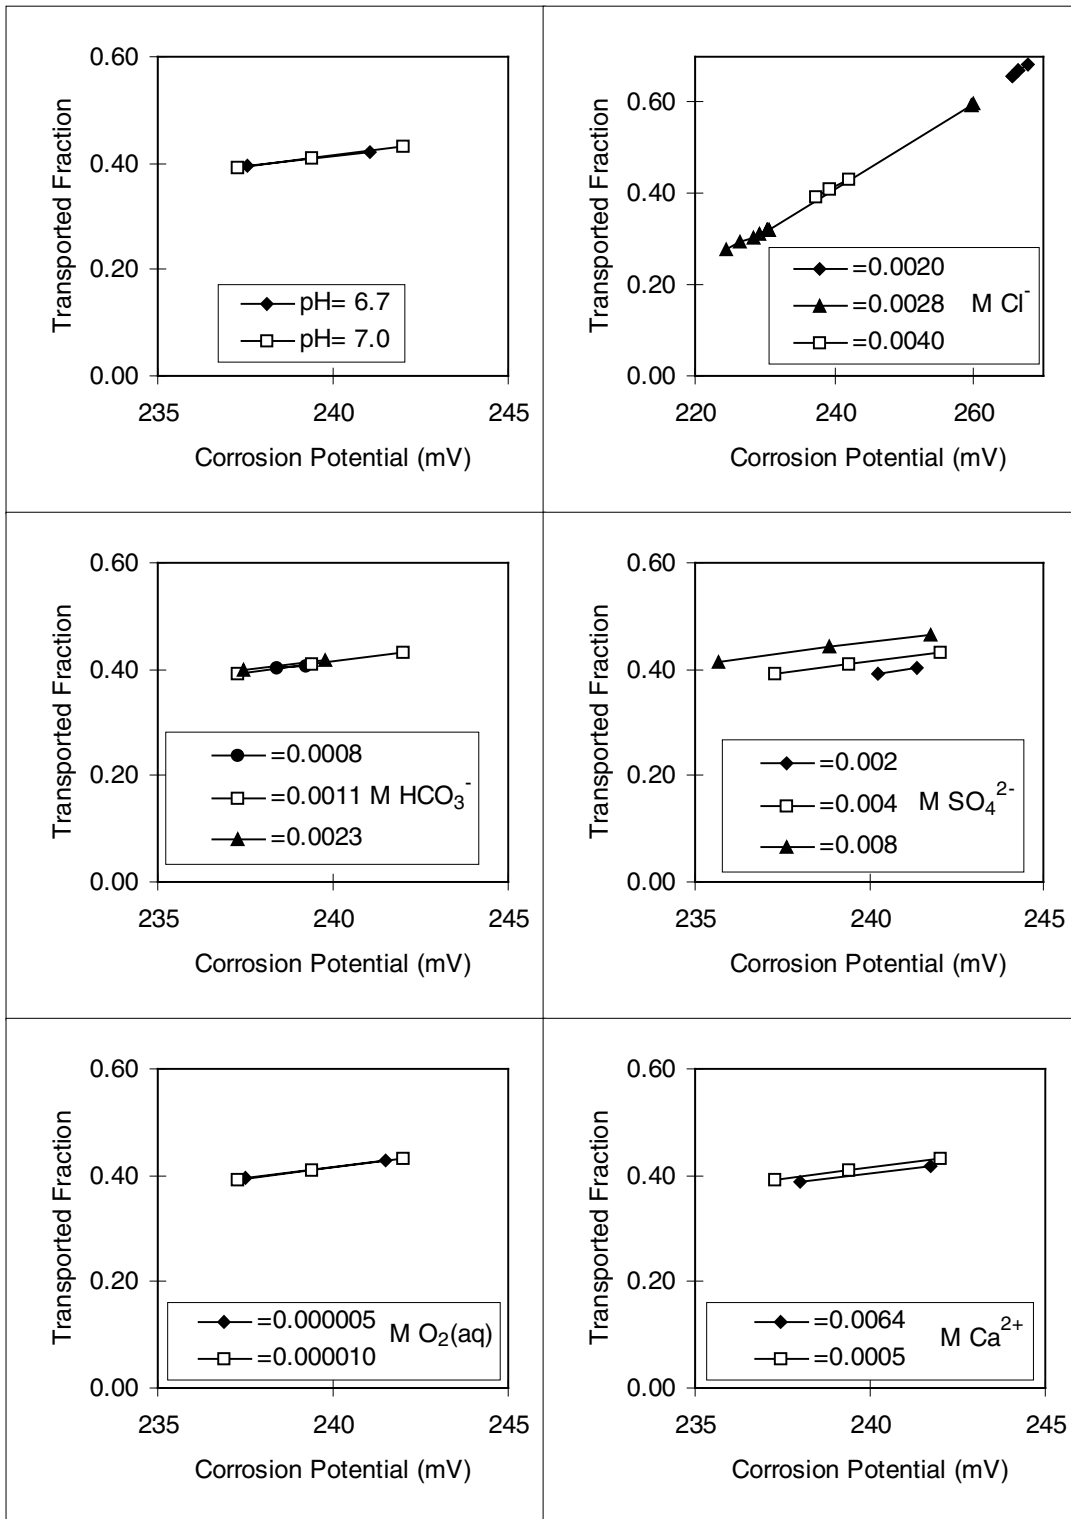 0.60
0.40
0.20
0.00
Transported Fraction
pH= 6.7
pH= 7.0
235 240 245
Corrosion Potential (mV)
0.60
0.40
0.20
0.00
Transported Fraction
=0.0020
=0.0028 M Cl⁻
=0.0040
220 240 260
Corrosion Potential (mV)
0.60
0.40
0.20
0.00
Transported Fraction
=0.0008
=0.0011 M HCO₃⁻
=0.0023
235 240 245
Corrosion Potential (mV)
0.60
0.40
0.20
0.00
Transported Fraction
=0.002
=0.004 M SO₄²⁻
=0.008
235 240 245
Corrosion Potential (mV)
0.60
0.40
0.20
0.00
Transported Fraction
=0.000005
M O₂(aq)
=0.000010
235 240 245
Corrosion Potential (mV)
0.60
0.40
0.20
0.00
Transported Fraction
=0.0064
M Ca²⁺
=0.0005
235 240 245
Corrosion Potential (mV)